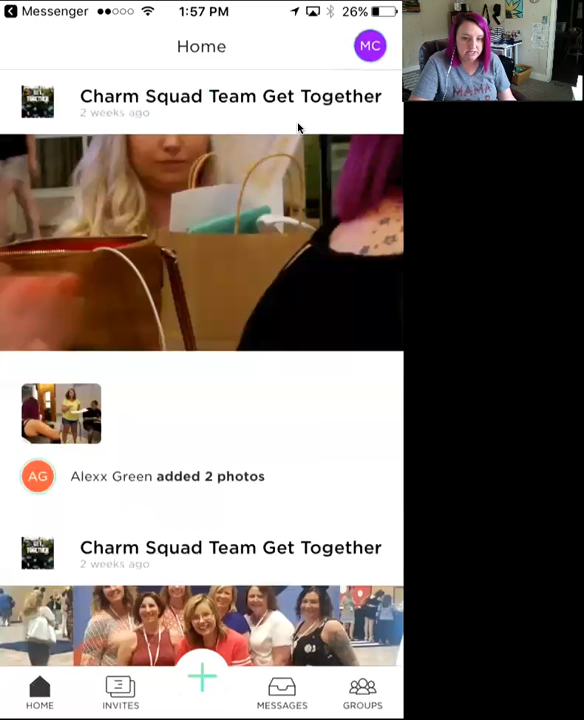 Messenger 1:57 PM 26%
Home MC
Charm Squad Team Get Together
2 weeks ago
AG Alexx Green added 2 photos
Charm Squad Team Get Together
2 weeks ago
HOME INVITES MESSAGES GROUPS
MAMA